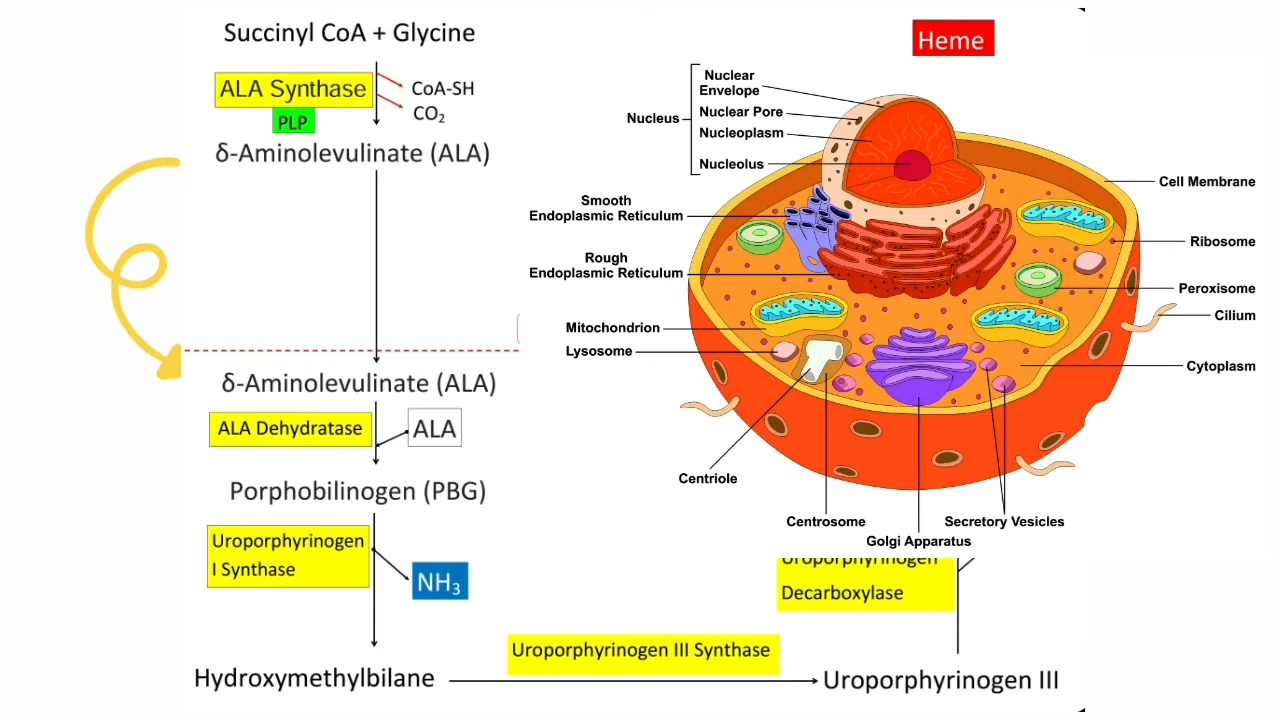 Succinyl CoA + Glycine
ALA Synthase
PLP
CoA-SH
CO₂
δ-Aminolevulinate (ALA)
δ-Aminolevulinate (ALA)
ALA Dehydratase
ALA
Porphobilinogen (PBG)
Uroporphyrinogen
I Synthase
NH₃
Hydroxymethylbilane
Uroporphyrinogen III Synthase
Uroporphyrinogen III
Uroporphyrinogen
Decarboxylase
Heme
Nucleus
Nuclear
Envelope
Nuclear Pore
Nucleoplasm
Nucleolus
Smooth
Endoplasmic Reticulum
Rough
Endoplasmic Reticulum
Mitochondrion
Lysosome
Centriole
Centrosome
Golgi Apparatus
Secretory Vesicles
Cell Membrane
Ribosome
Peroxisome
Cilium
Cytoplasm